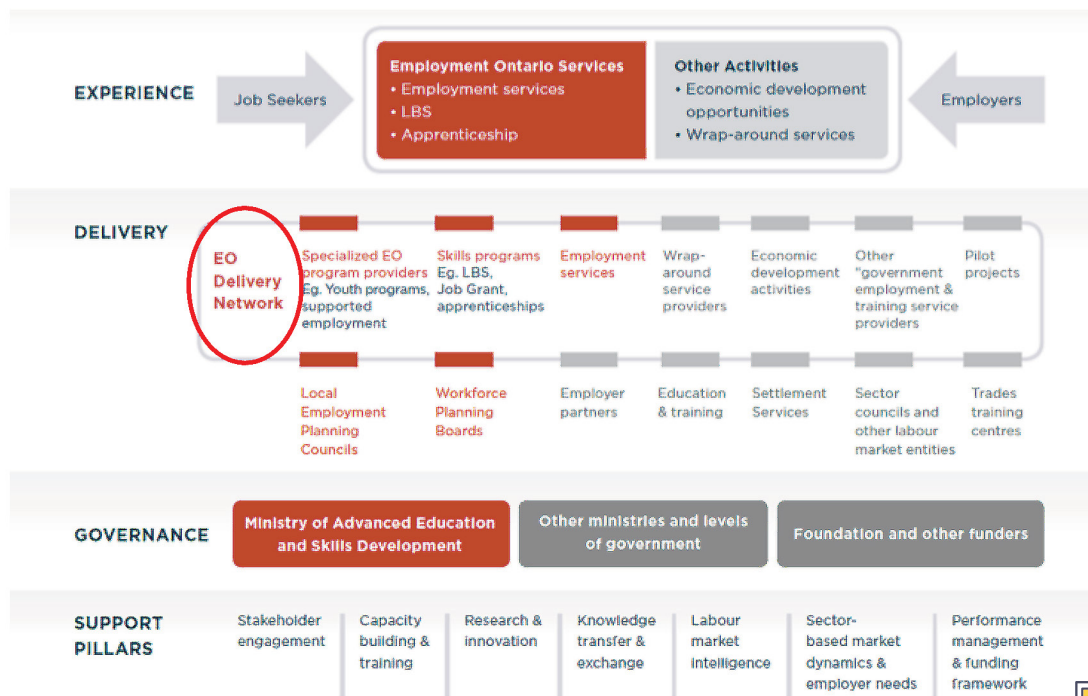 EXPERIENCE
Job Seekers
Employment Ontario Services
• Employment services
• LBS
• Apprenticeship
Other Activities
• Economic development
opportunities
• Wrap-around services
Employers
DELIVERY
EO
Delivery
Network
Specialized EO
program providers
Eg. Youth programs,
supported
employment
Skills programs
Eg. LBS,
Job Grant,
apprenticeships
Employment
services
Wrap-
around
service
providers
Economic
development
activities
Other
"government
employment &
training service
providers
Pilot
projects
Local
Employment
Planning
Councils
Workforce
Planning
Boards
Employer
partners
Education
& training
Settlement
Services
Sector
councils and
other labour
market entities
Trades
training
centres
GOVERNANCE
Ministry of Advanced Education
and Skills Development
Other ministries and levels
of government
Foundation and other funders
SUPPORT
PILLARS
Stakeholder
engagement
Capacity
building &
training
Research &
innovation
Knowledge
transfer &
exchange
Labour
market
intelligence
Sector-
based market
dynamics &
employer needs
Performance
management
& funding
framework